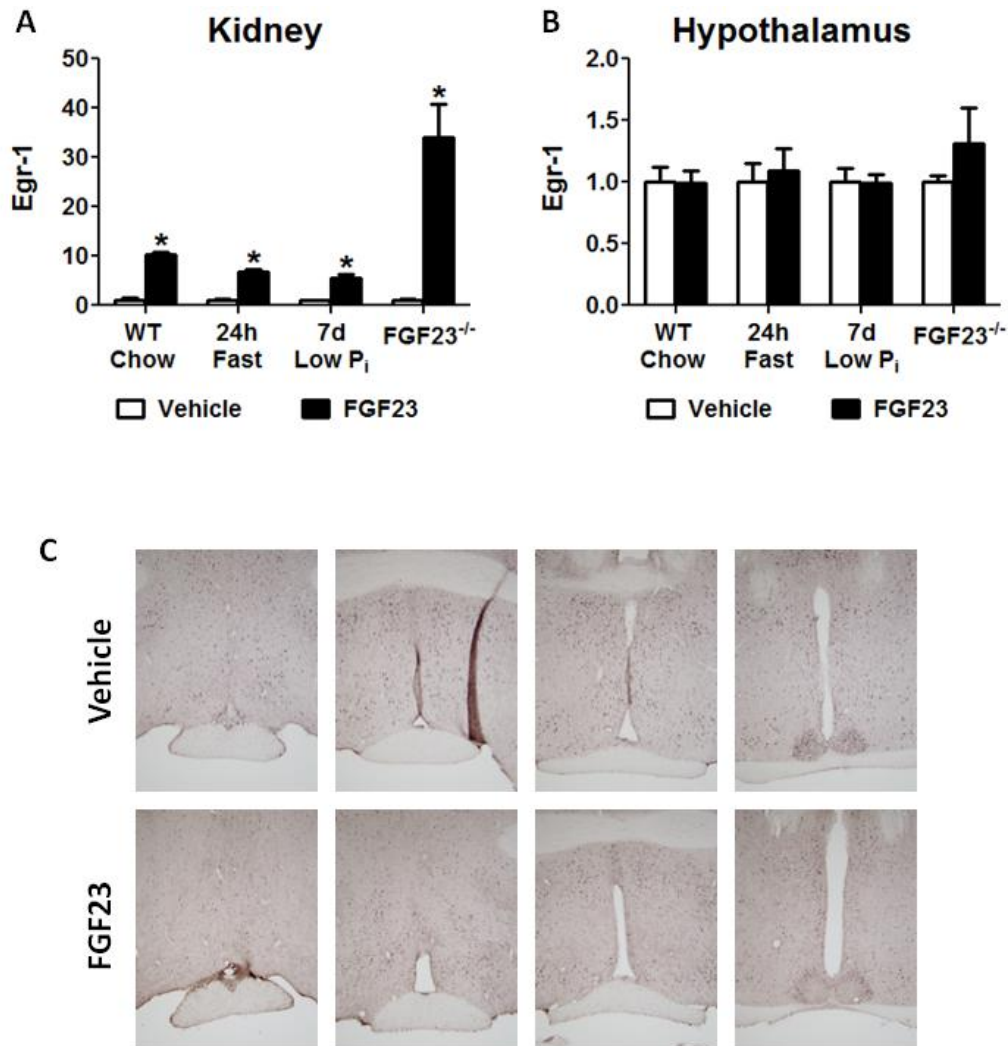 A
Kidney
Egr-1
50
40
30
20
10
0
*
*
*
*
WT
Chow
24h
Fast
7d
Low Pi
FGF23-/-
Vehicle
FGF23
B
Hypothalamus
Egr-1
2.0
1.5
1.0
0.5
0.0
WT
Chow
24h
Fast
7d
Low Pi
FGF23-/-
Vehicle
FGF23
C
Vehicle
FGF23